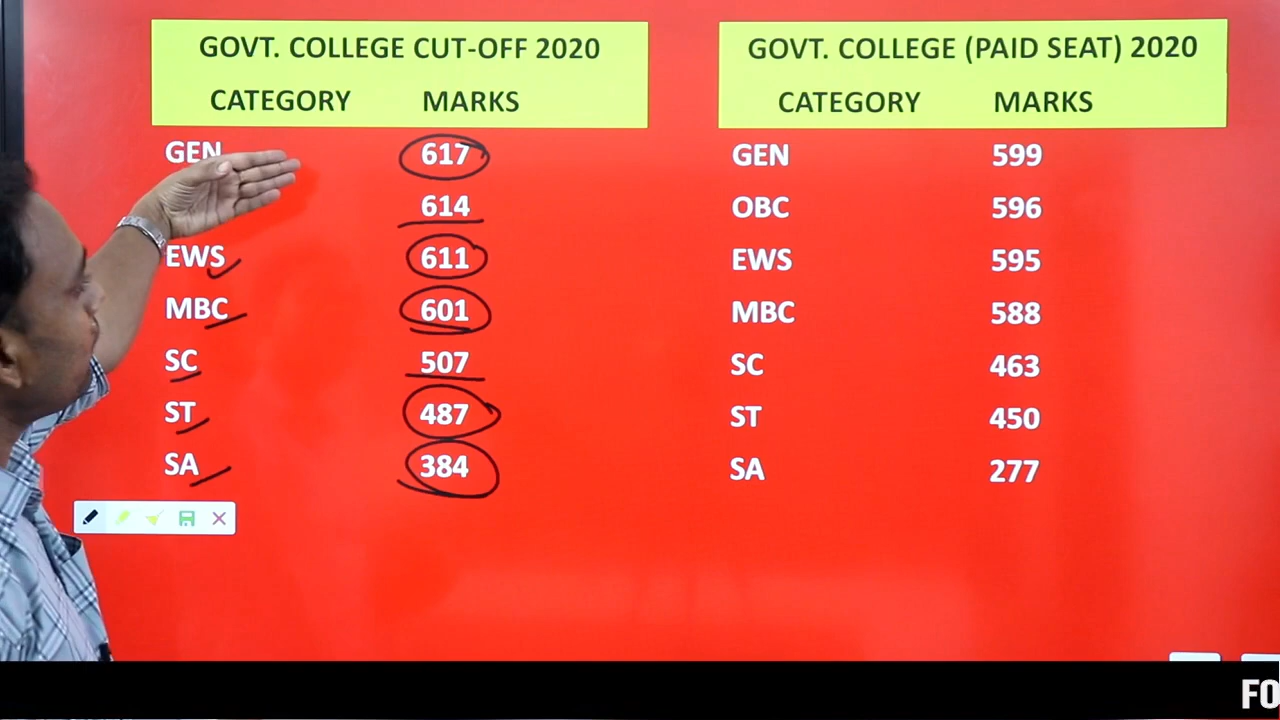 GOVT. COLLEGE CUT-OFF 2020
CATEGORY MARKS
GEN 617
614
EWS 611
MBC 601
SC 507
ST 487
SA 384
GOVT. COLLEGE (PAID SEAT) 2020
CATEGORY MARKS
GEN 599
OBC 596
EWS 595
MBC 588
SC 463
ST 450
SA 277
FO